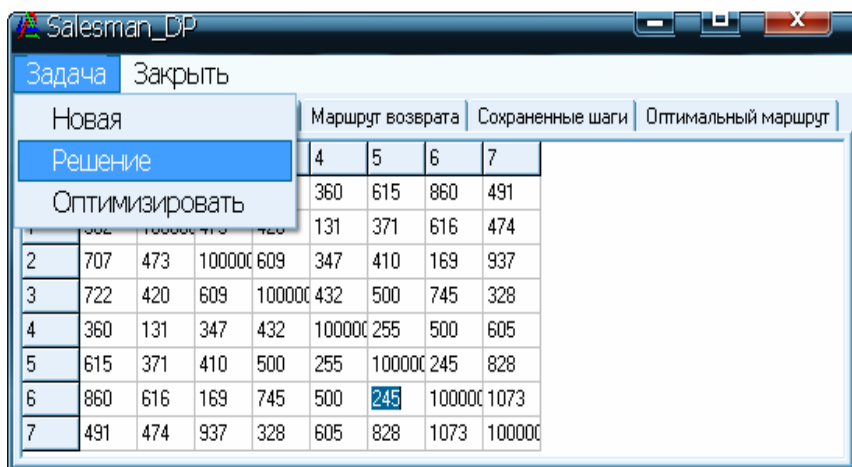 Salesman_DP
Задача Закрыть
Новая Маршрут возврата Сохраненные шаги Оптимальный маршрут
Решение 4 5 6 7
Оптимизировать 360 615 860 491
131 371 616 474
2 707 473 100000 609 347 410 169 937
3 722 420 609 100000 432 500 745 328
4 360 131 347 432 100000 255 500 605
5 615 371 410 500 255 100000 245 828
6 860 616 169 745 500 245 100000 1073
7 491 474 937 328 605 828 1073 100000